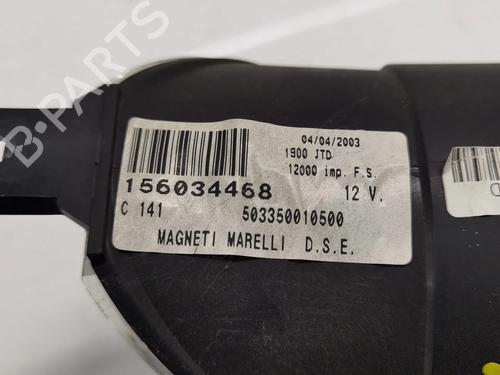 B-PARTS
04/04/2003
1900 JTD
12000 imp. F.S.
156034468
12 V.
C 141
503350010500
MAGNETI MARELLI D.S.E.